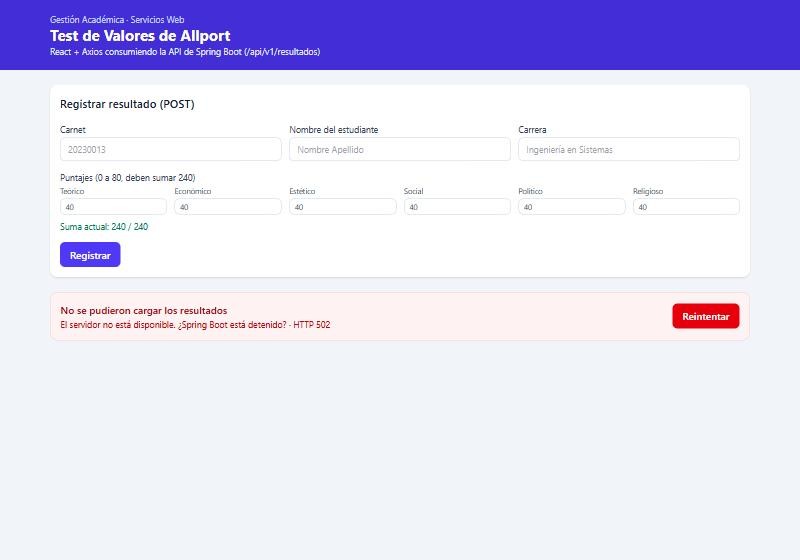 Gestión Académica · Servicios Web
Test de Valores de Allport
React + Axios consumiendo la API de Spring Boot (/api/v1/resultados)
Registrar resultado (POST)
Carnet Nombre del estudiante Carrera
20230013 Nombre Apellido Ingeniería en Sistemas
Puntajes (0 a 80, deben sumar 240)
Teórico Económico Estético Social Político Religioso
40 40 40 40 40 40
Suma actual: 240 / 240
Registrar
No se pudieron cargar los resultados
El servidor no está disponible. ¿Spring Boot está detenido? · HTTP 502
Reintentar